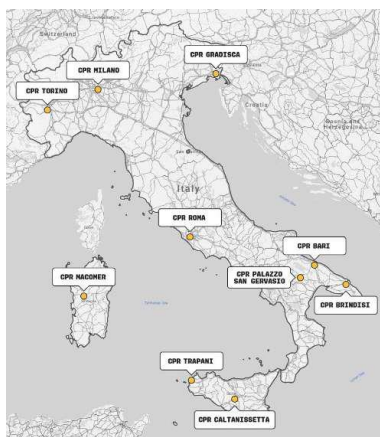 Switzerland
CPR GRADISCA
CPR MILANO
CPR TORINO
Croatia
Bosnia and
Herzegovina
Italy
CPR ROMA
CPR BARI
CPR PALAZZO
SAN GERVASIO
CPR MACOMER
CPR BRINDISI
CPR TRAPANI
CPR CALTANISSETTA